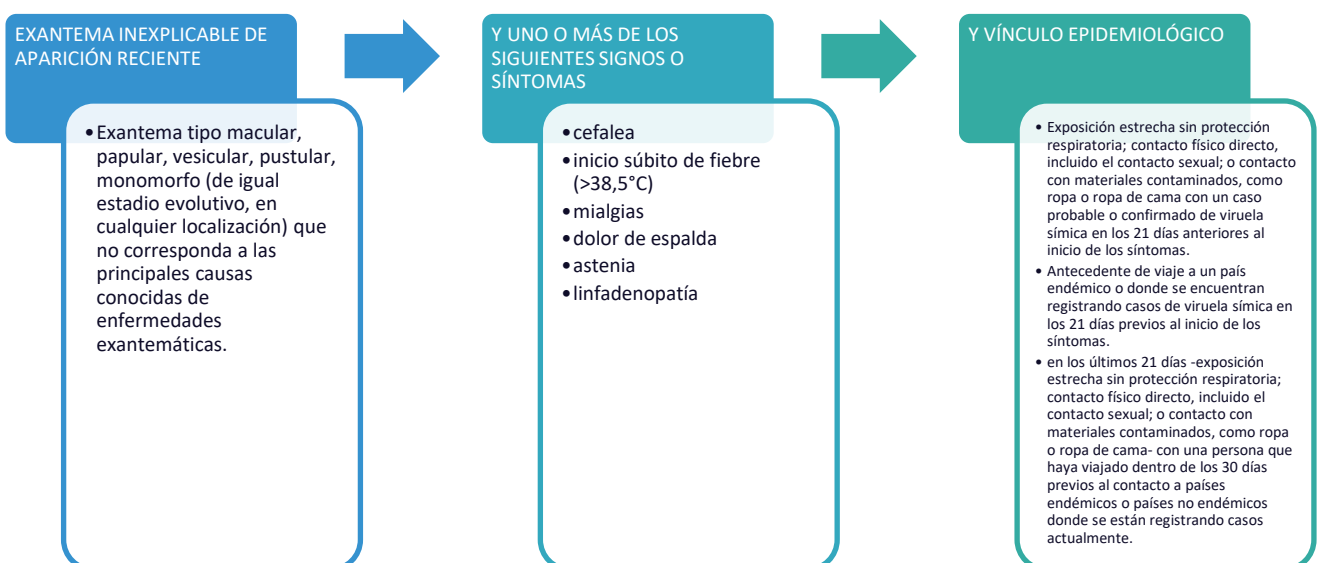 EXANTEMA INEXPLICABLE DE
APARICIÓN RECIENTE
• Exantema tipo macular,
papular, vesicular, pustular,
monomorfo (de igual
estadio evolutivo, en
cualquier localización) que
no corresponda a las
principales causas
conocidas de
enfermedades
exantemáticas.
Y UNO O MÁS DE LOS
SIGUIENTES SIGNOS O
SÍNTOMAS
• cefalea
• inicio súbito de fiebre
(>38,5°C)
• mialgias
• dolor de espalda
• astenia
• linfadenopatía
Y VÍNCULO EPIDEMIOLÓGICO
• Exposición estrecha sin protección
respiratoria; contacto físico directo,
incluido el contacto sexual; o contacto
con materiales contaminados, como
ropa o ropa de cama con un caso
probable o confirmado de viruela
símica en los 21 días anteriores al
inicio de los síntomas.
• Antecedente de viaje a un país
endémico o donde se encuentran
registrando casos de viruela símica en
los 21 días previos al inicio de los
síntomas.
• en los últimos 21 días -exposición
estrecha sin protección respiratoria;
contacto físico directo, incluido el
contacto sexual; o contacto con
materiales contaminados, como ropa
o ropa de cama- con una persona que
haya viajado dentro de los 30 días
previos al contacto a países
endémicos o países no endémicos
donde se están registrando casos
actualmente.